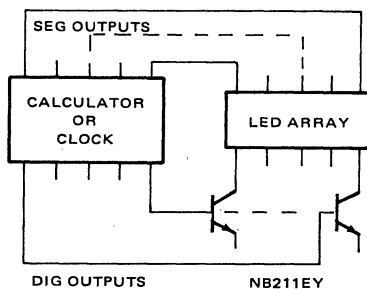 SEG OUTPUTS
CALCULATOR
OR
CLOCK
LED ARRAY
DIG OUTPUTS
NB211EY